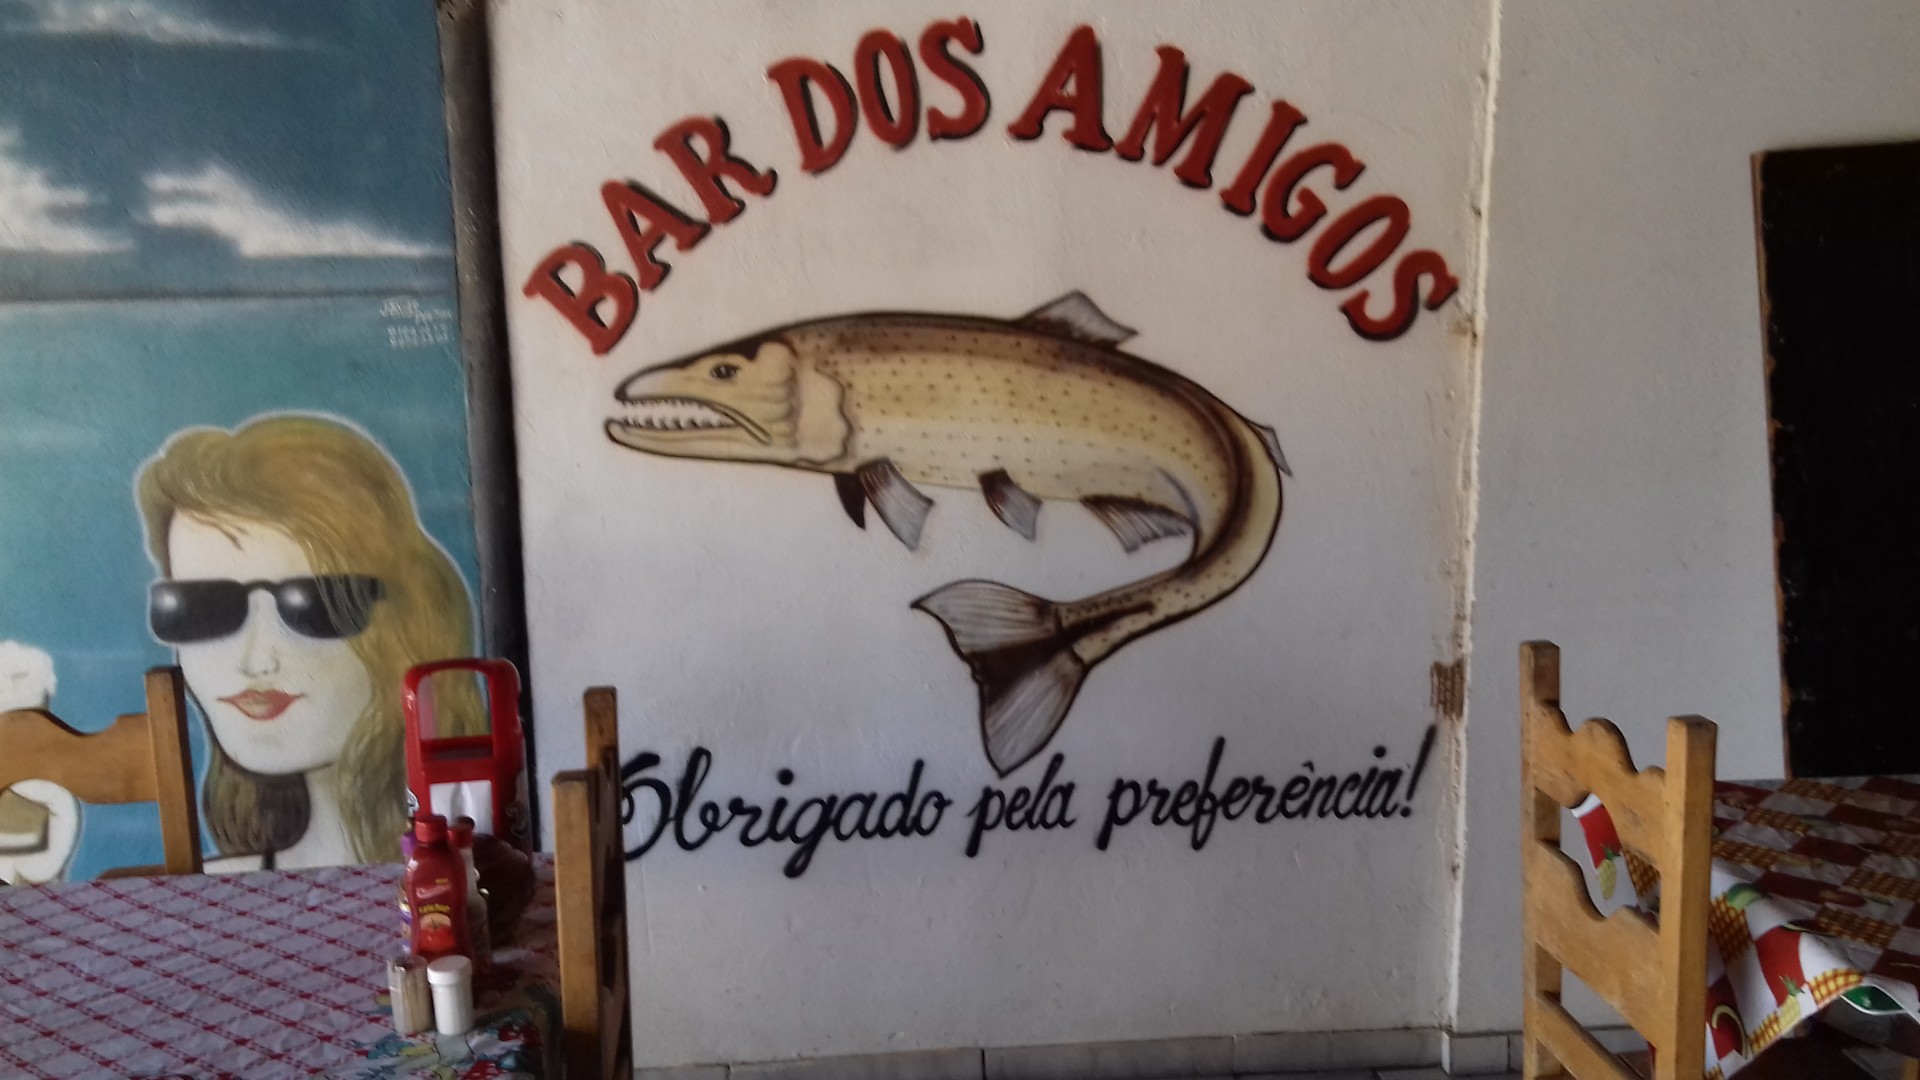 BAR DOS AMIGOS
Obrigado pela preferência!